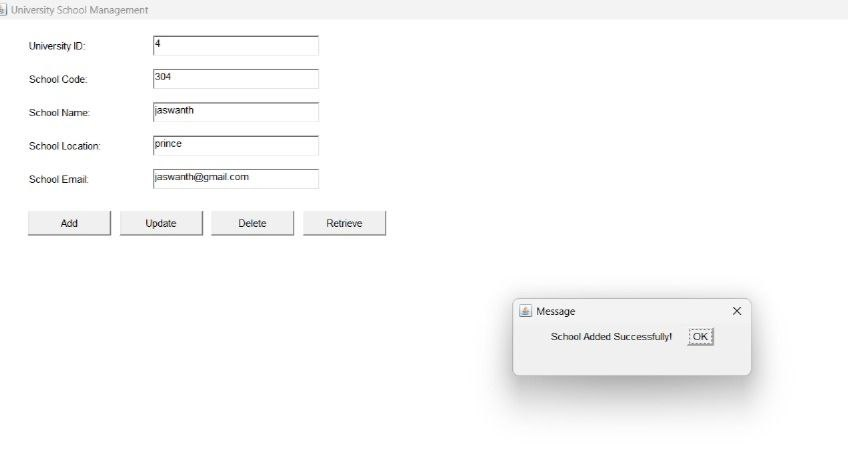 University School Management
University ID: 4
School Code: 304
School Name: jaswanth
School Location: prince
School Email: jaswanth@gmail.com
Add Update Delete Retrieve
Message
School Added Successfully! OK